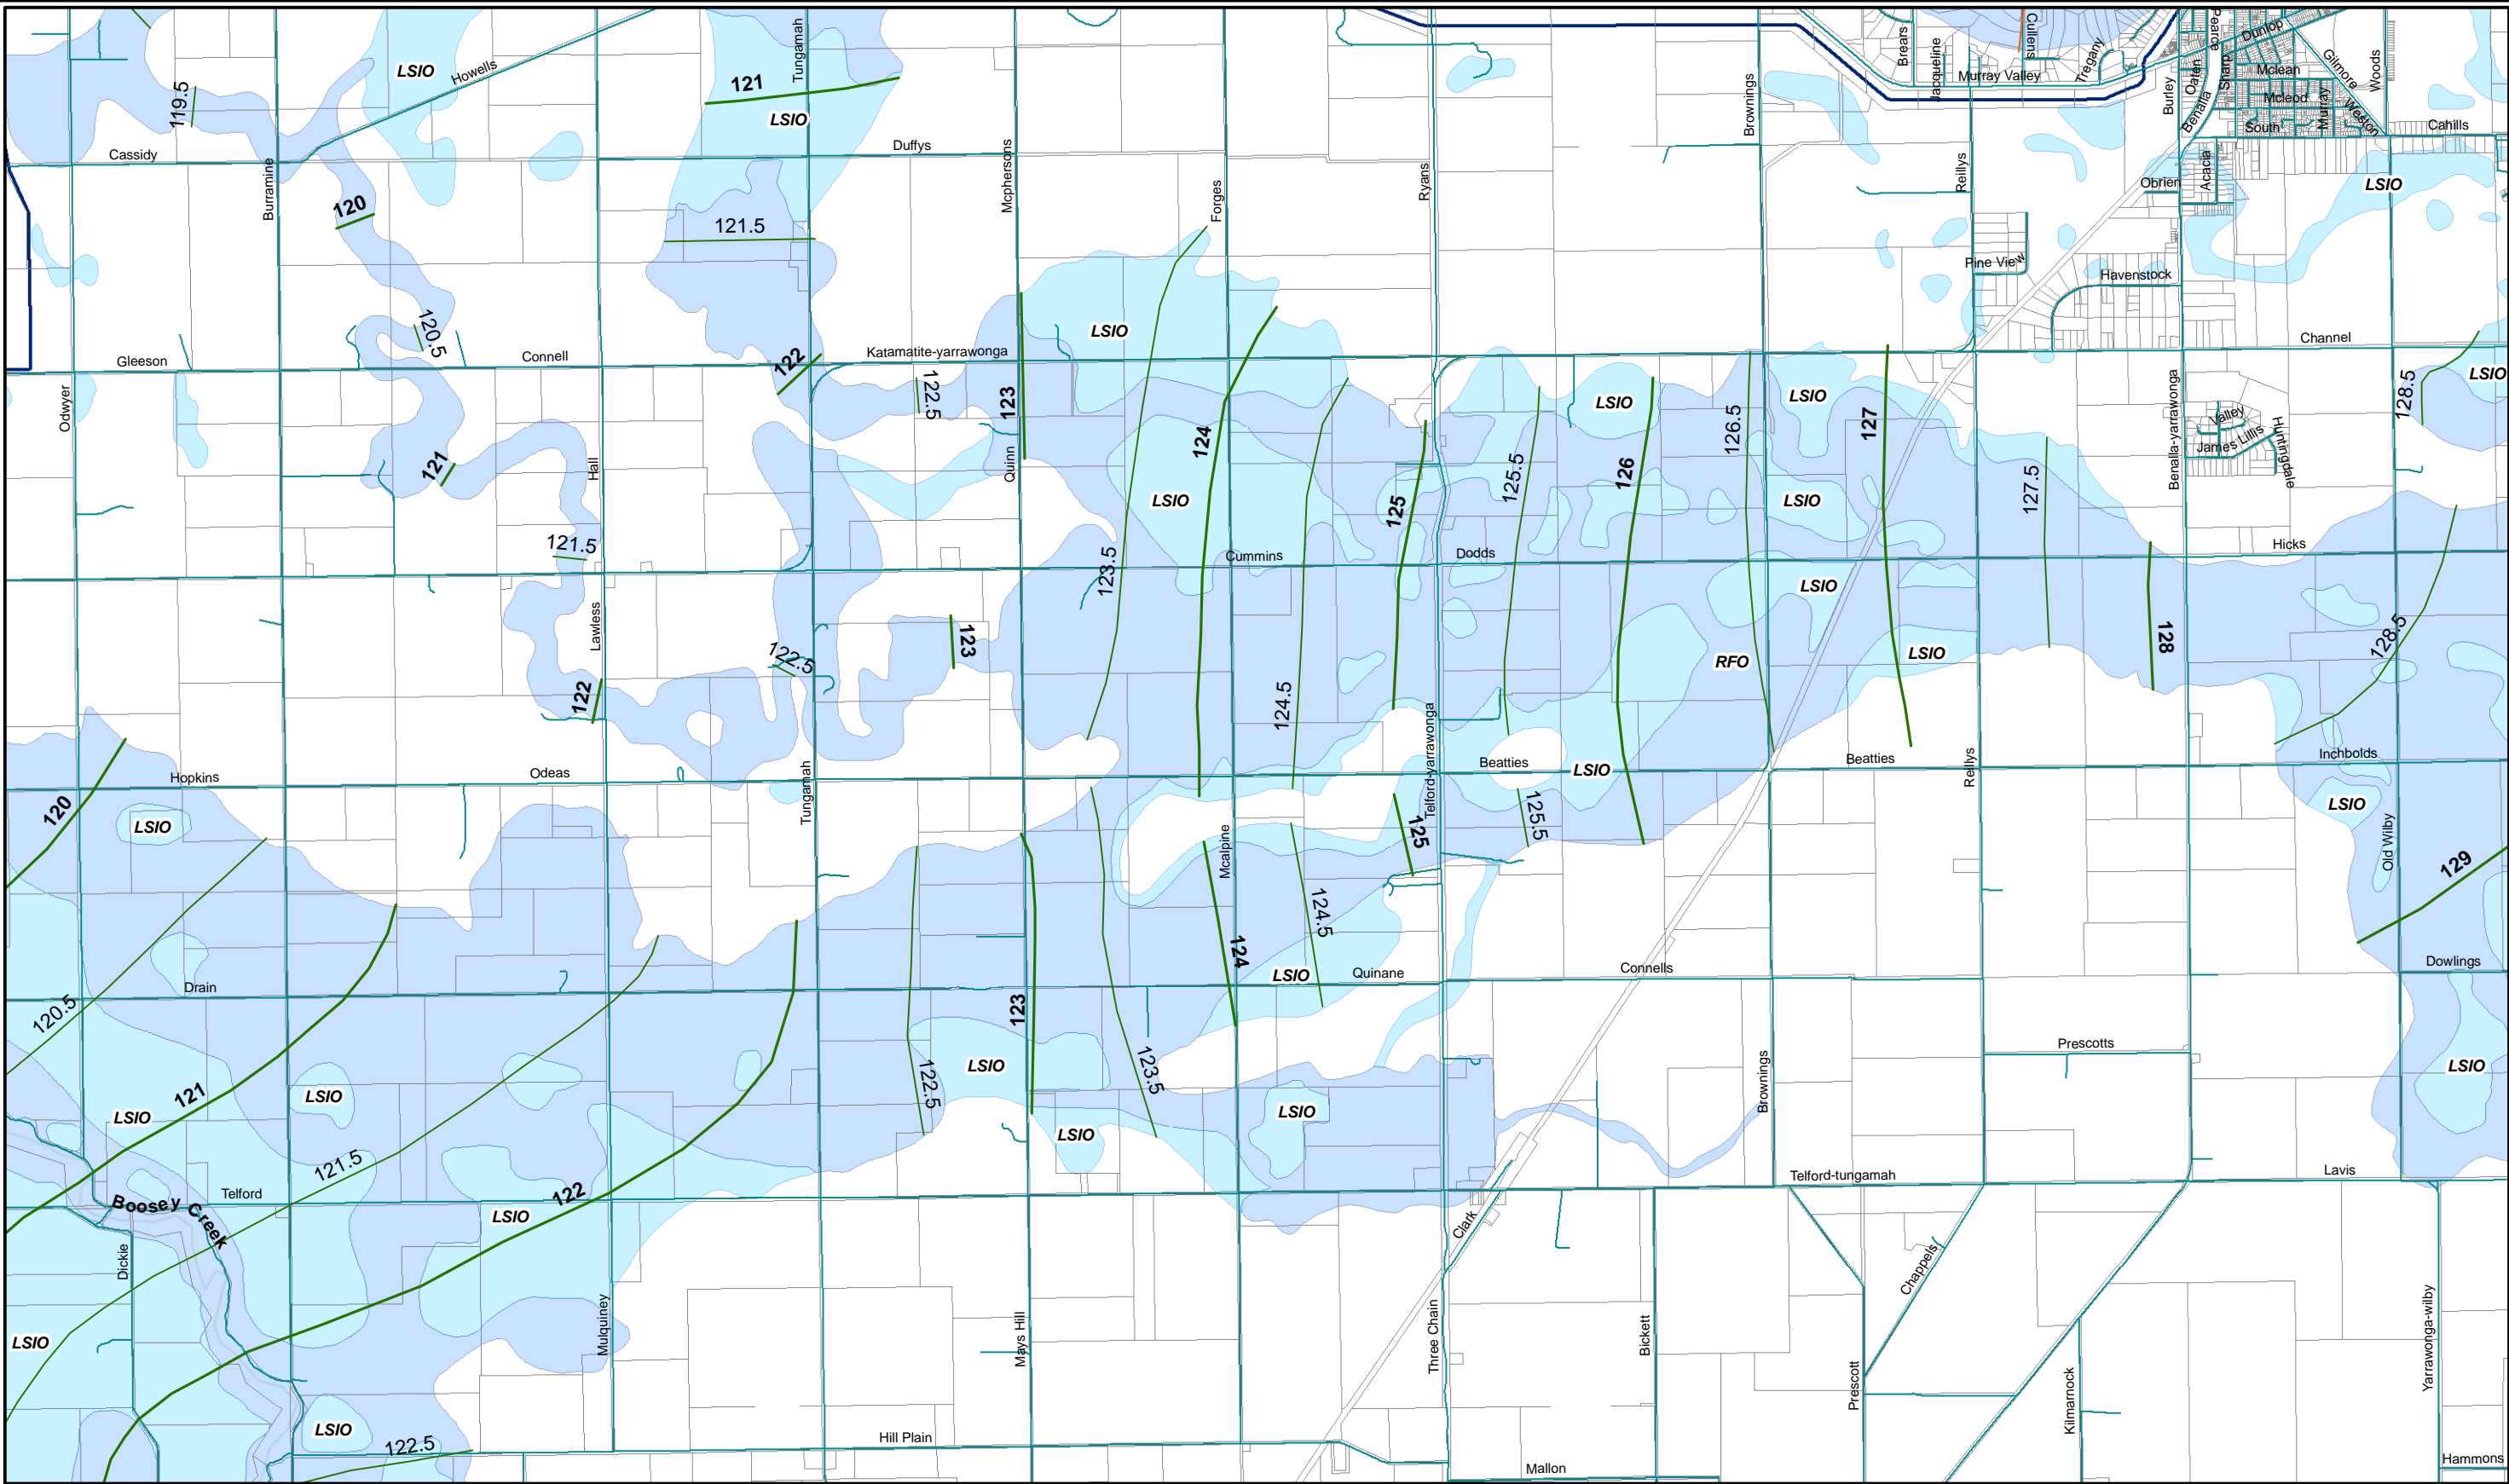 LSIO
Howells
119.5
Tungamah
121
LSIO
Cassidy
Burramine
120
Duffys
Mcphersons
121.5
Forges
Ryans
Brownings
Brears
Jacqueline
Cullens
Tregany
Murray Valley
Reillys
Pearce
Dunlop
Oaten
Sharp
Mclean
Gilmore
Woods
Burley
Benalla
Mcleod
Murray
Weston
South
Cahills
Obrien
Acacia
LSIO
Pine View
Havenstock
120.5
Gleeson
Connell
Katamatite-yarrawonga
LSIO
Channel
Odwyer
122
122.5
123
124
LSIO
126.5
LSIO
127
Benalla-yarrawonga
Valley
James Lillis
Huntingdale
128.5
LSIO
121
Hall
Quinn
LSIO
125
125.5
126
LSIO
127.5
121.5
123.5
Cummins
Dodds
LSIO
Hicks
Lawless
122.5
123
RFO
LSIO
128
128.5
122
124.5
Telford-yarrawonga
Hopkins
Odeas
Tungamah
Beatties
LSIO
Beatties
Reillys
Inchbolds
120
LSIO
Mcalpine
125
125.5
LSIO
Old Wilby
129
124.5
124
LSIO
Quinane
Connells
Dowlings
120.5
Drain
123
121
LSIO
LSIO
LSIO
122.5
123.5
LSIO
LSIO
Brownings
Prescotts
LSIO
121.5
Boosey Creek
Telford
122
LSIO
Telford-tungamah
Lavis
Dickie
Clark
Chappels
LSIO
Mulquiney
Mays Hill
Three Chain
Bickett
Prescott
Kilmarnock
Yarrawonga-wilby
LSIO
122.5
Hill Plain
Mallon
Hammons